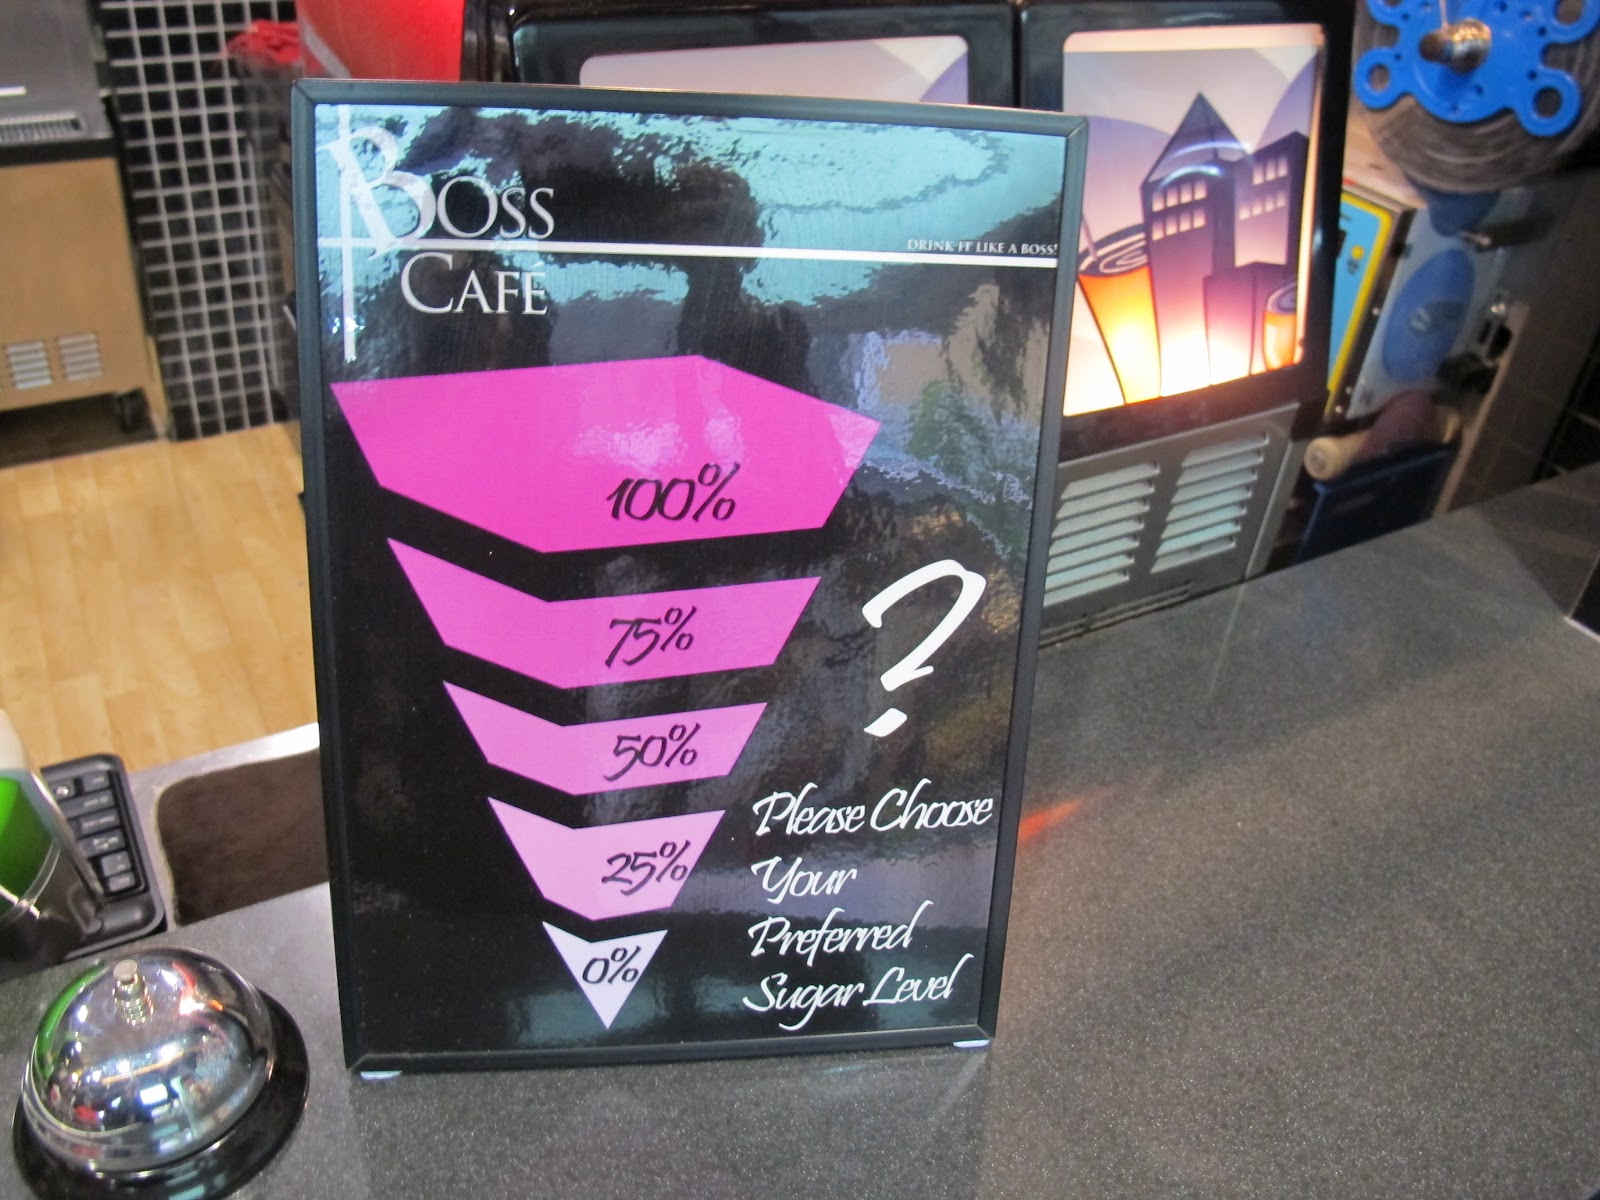 BOSS
CAFÉ
DRINK IT LIKE A BOSS!
100%
75%
50%
25%
0%
?
Please Choose
Your
Preferred
Sugar Level